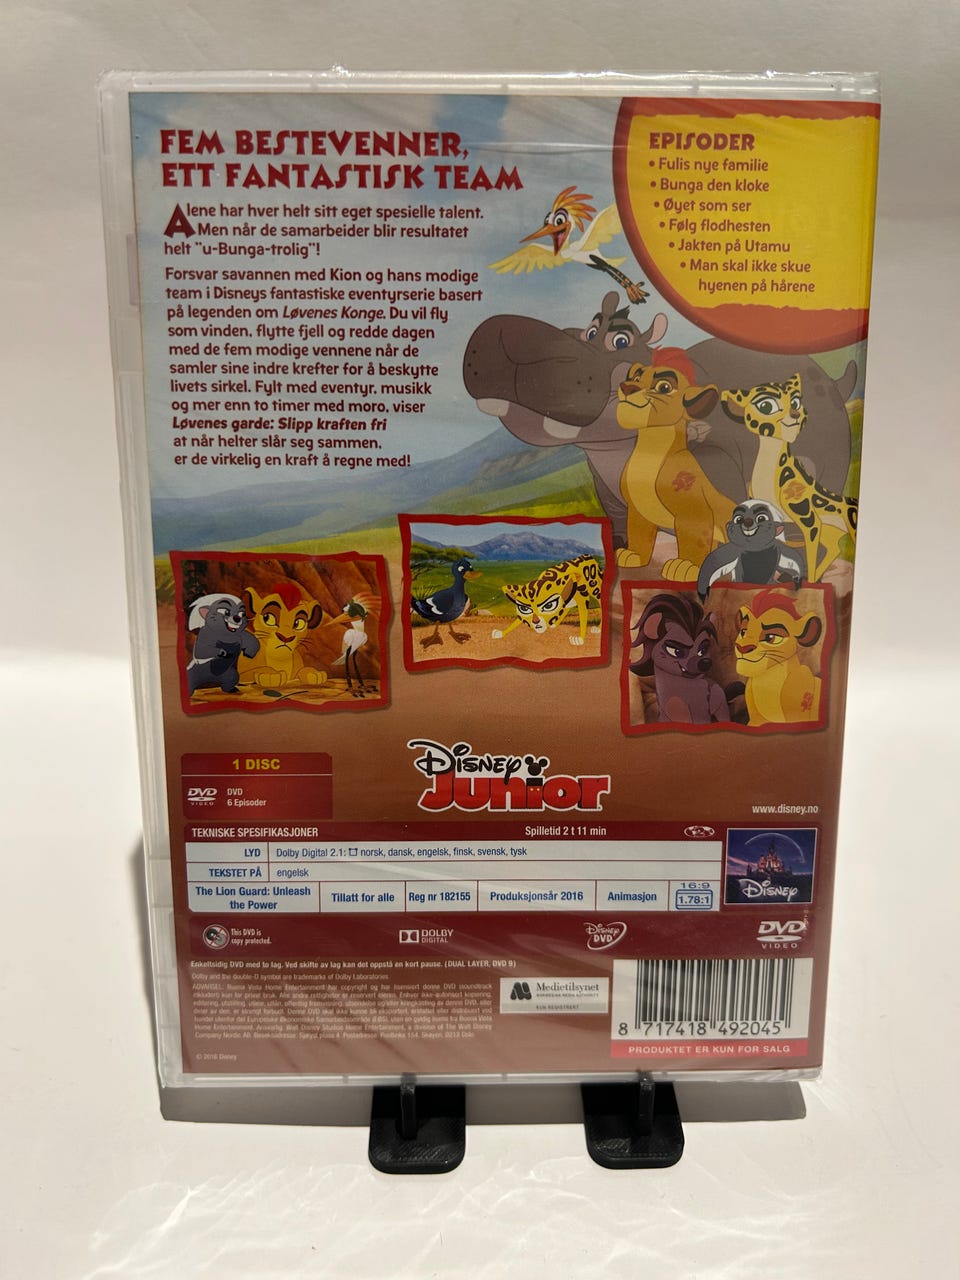 FEM BESTEVENNER,
ETT FANTASTISK TEAM
Alene har hver helt sitt eget spesielle talent.
Men når de samarbeider blir resultatet
helt "u-Bunga-trolig"!
Forsvar savannen med Kion og hans modige
team i Disneys fantastiske eventyrserie basert
på legenden om Løvenes Konge. Du vil fly
som vinden, flytte fjell og redde dagen
med de fem modige vennene når de
samler sine indre krefter for å beskytte
livets sirkel. Fylt med eventyr, musikk
og mer enn to timer med moro, viser
Løvenes garde: Slipp kraften fri
at når helter slår seg sammen,
er de virkelig en kraft å regne med!
EPISODER
• Fulis nye familie
• Bunga den kloke
• Øyet som ser
• Følg flodhesten
• Jakten på Utamu
• Man skal ikke skue
hyenen på hårene
1 DISC
DVD
VIDEO
DVD
6 Episoder
Disney
Junior
www.disney.no
TEKNISKE SPESIFIKASJONER
Spilletid 2 t 11 min
LYD
Dolby Digital 2.1: norsk, dansk, engelsk, finsk, svensk, tysk
TEKSTET PÅ
engelsk
The Lion Guard: Unleash
the Power
Tillatt for alle
Reg nr 182155
Produksjonsår 2016
Animasjon
16:9
1.78:1
Disney
This DVD is
copy protected.
DOLBY
DIGITAL
Disney
DVD
DVD
VIDEO
Enkeltsidig DVD med to lag. Ved skifte av lag kan det oppstå en kort pause. (DUAL LAYER, DVD 9)
Dolby and the double-D symbol are trademarks of Dolby Laboratories
Medietilsynet
NORWEGIAN MEDIA AUTHORITY
KUN REGISTRERT
8 717418 492045
PRODUKTET ER KUN FOR SALG
© 2016 Disney